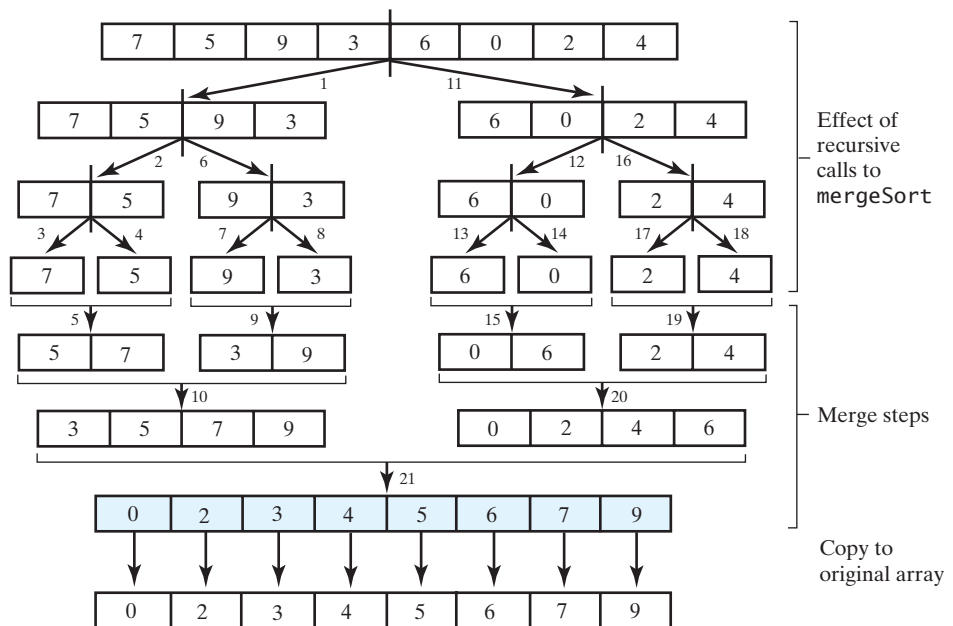 7 5 9 3 6 0 2 4
1 11
7 5 9 3 6 0 2 4
2 6 12 16
7 5 9 3 6 0 2 4
3 4 7 8 13 14 17 18
7 5 9 3 6 0 2 4
Effect of
recursive
calls to
mergeSort
5 9 15 19
5 7 3 9 0 6 2 4
10 20
3 5 7 9 0 2 4 6
21
0 2 3 4 5 6 7 9
Merge steps
0 2 3 4 5 6 7 9
Copy to
original array